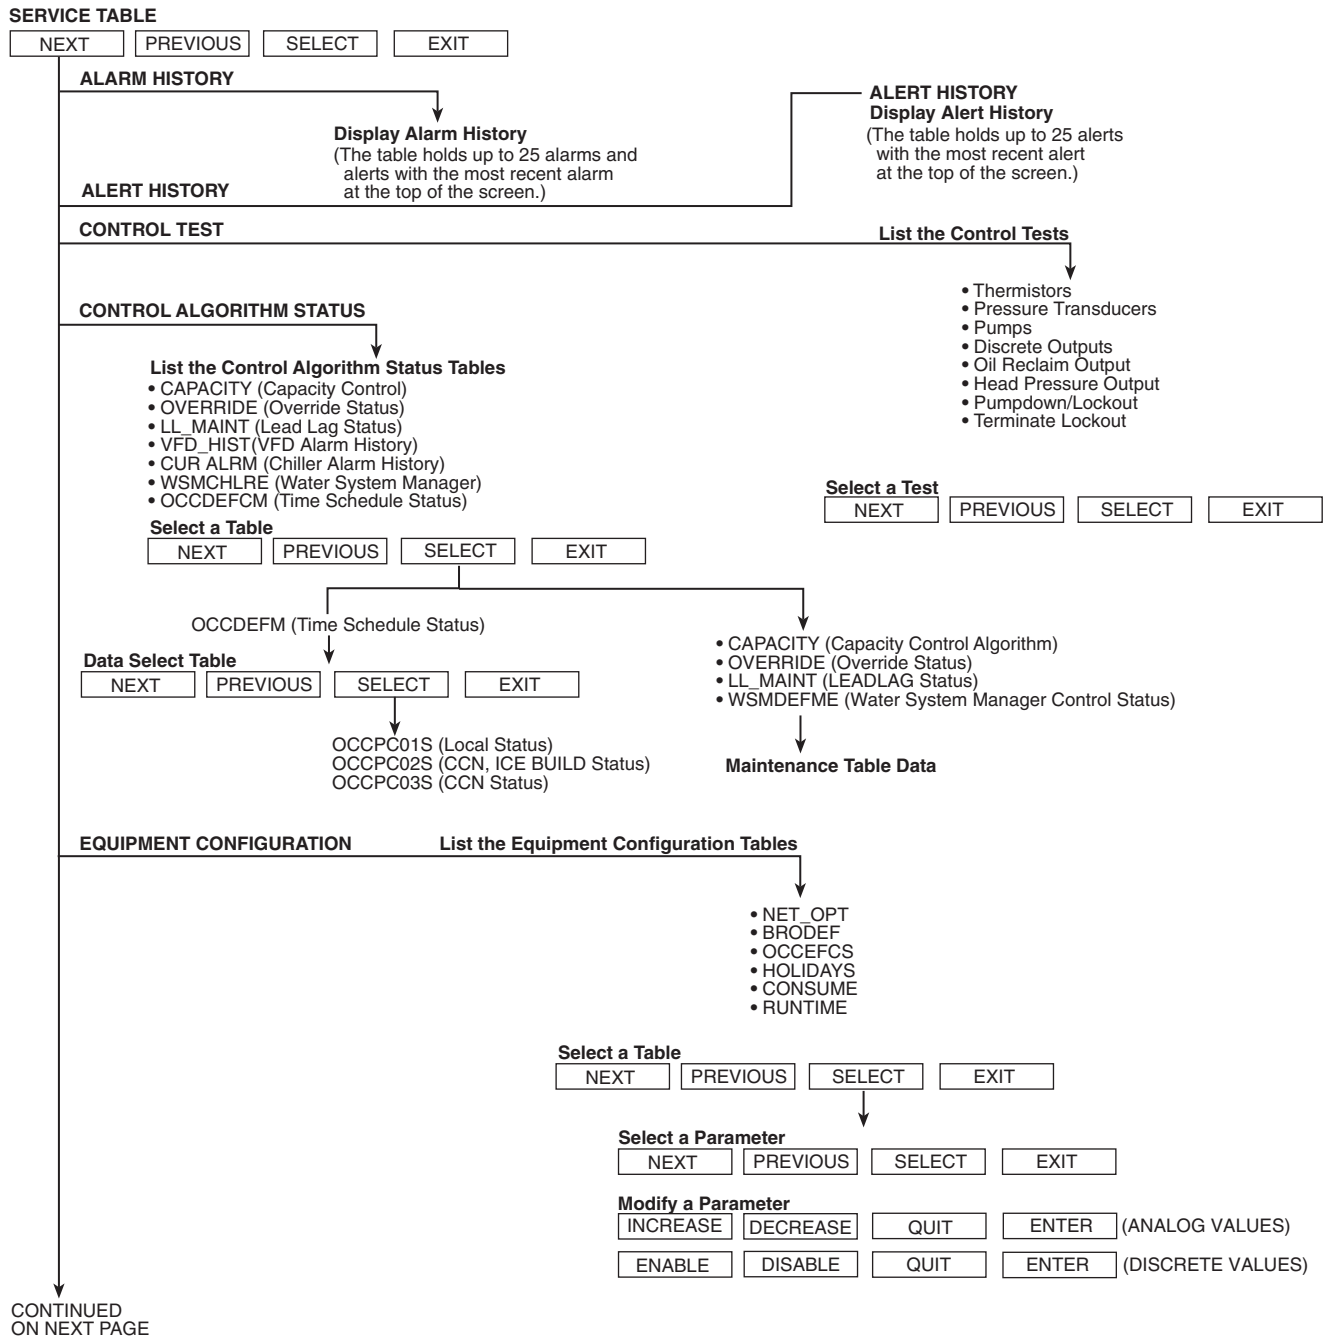 SERVICE TABLE
NEXT PREVIOUS SELECT EXIT
ALARM HISTORY
Display Alarm History
(The table holds up to 25 alarms and
alerts with the most recent alarm
at the top of the screen.)
ALERT HISTORY
Display Alert History
(The table holds up to 25 alerts
with the most recent alert
at the top of the screen.)
ALERT HISTORY
CONTROL TEST
List the Control Tests
• Thermistors
• Pressure Transducers
• Pumps
• Discrete Outputs
• Oil Reclaim Output
• Head Pressure Output
• Pumpdown/Lockout
• Terminate Lockout
Select a Test
NEXT PREVIOUS SELECT EXIT
CONTROL ALGORITHM STATUS
List the Control Algorithm Status Tables
• CAPACITY (Capacity Control)
• OVERRIDE (Override Status)
• LL_MAINT (Lead Lag Status)
• VFD_HIST(VFD Alarm History)
• CUR ALRM (Chiller Alarm History)
• WSMCHLRE (Water System Manager)
• OCCDEFCM (Time Schedule Status)
Select a Table
NEXT PREVIOUS SELECT EXIT
OCCDEFM (Time Schedule Status)
Data Select Table
NEXT PREVIOUS SELECT EXIT
OCCPC01S (Local Status)
OCCPC02S (CCN, ICE BUILD Status)
OCCPC03S (CCN Status)
• CAPACITY (Capacity Control Algorithm)
• OVERRIDE (Override Status)
• LL_MAINT (LEADLAG Status)
• WSMDEFME (Water System Manager Control Status)
Maintenance Table Data
EQUIPMENT CONFIGURATION
List the Equipment Configuration Tables
• NET_OPT
• BRODEF
• OCCEFCS
• HOLIDAYS
• CONSUME
• RUNTIME
Select a Table
NEXT PREVIOUS SELECT EXIT
Select a Parameter
NEXT PREVIOUS SELECT EXIT
Modify a Parameter
INCREASE DECREASE QUIT ENTER (ANALOG VALUES)
ENABLE DISABLE QUIT ENTER (DISCRETE VALUES)
CONTINUED
ON NEXT PAGE